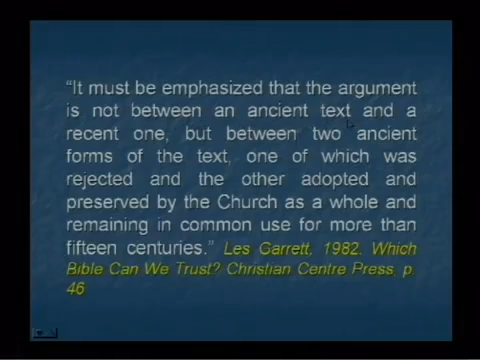 “It must be emphasized that the argument
is not between an ancient text and a
recent one, but between two ancient
forms of the text, one of which was
rejected and the other adopted and
preserved by the Church as a whole and
remaining in common use for more than
fifteen centuries.” Les Garrett, 1982. Which
Bible Can We Trust? Christian Centre Press, p.
46